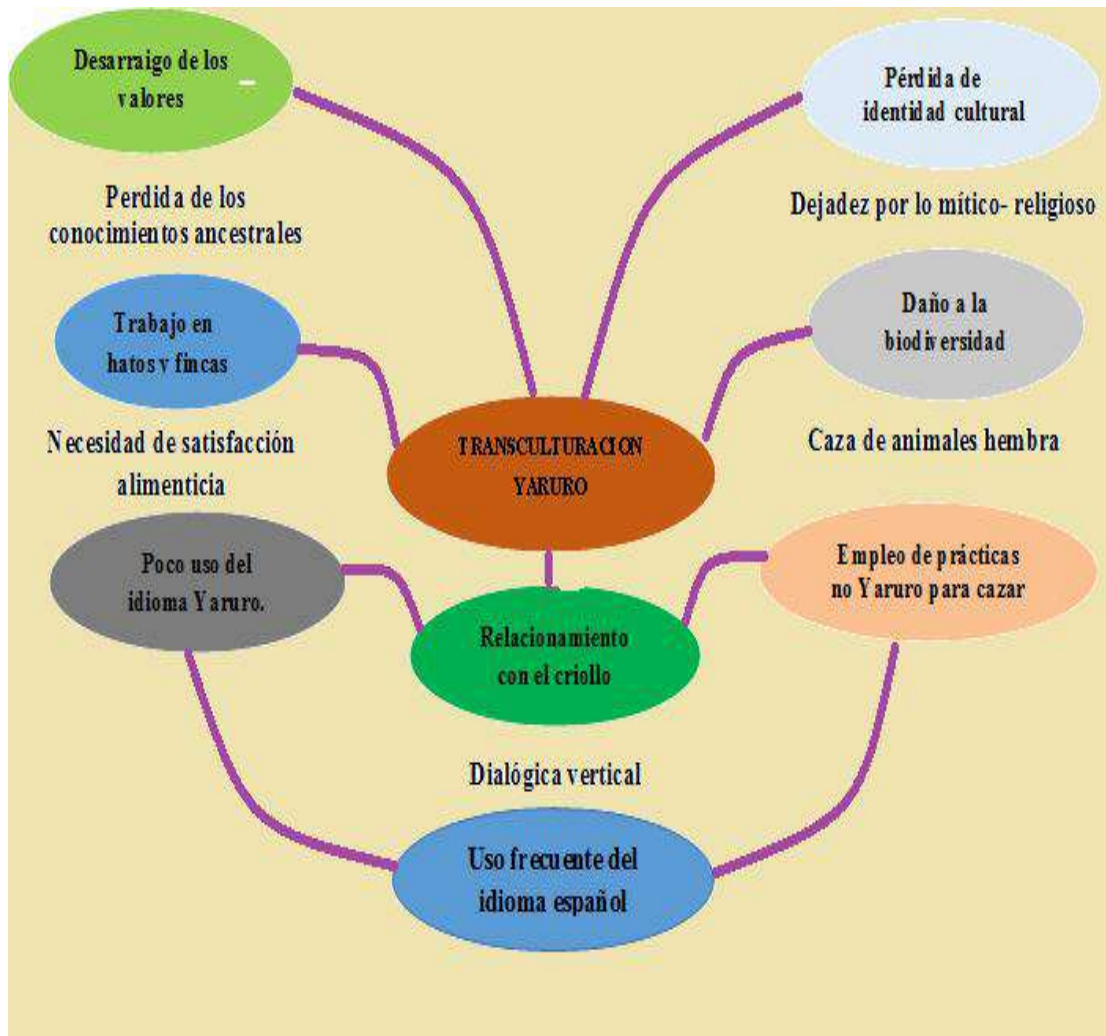 Desarraigo de los
valores
Pérdida de
identidad cultural
Perdida de los
conocimientos ancestrales
Dejadez por lo mítico- religioso
Trabajo en
hatos y fincas
Daño a la
biodiversidad
Necesidad de satisfacción
alimenticia
TRANSCULTURACION
YARURO
Caza de animales hembra
Poco uso del
idioma Yaruro.
Empleo de prácticas
no Yaruro para cazar
Relacionamiento
con el criollo
Dialógica vertical
Uso frecuente del
idioma español